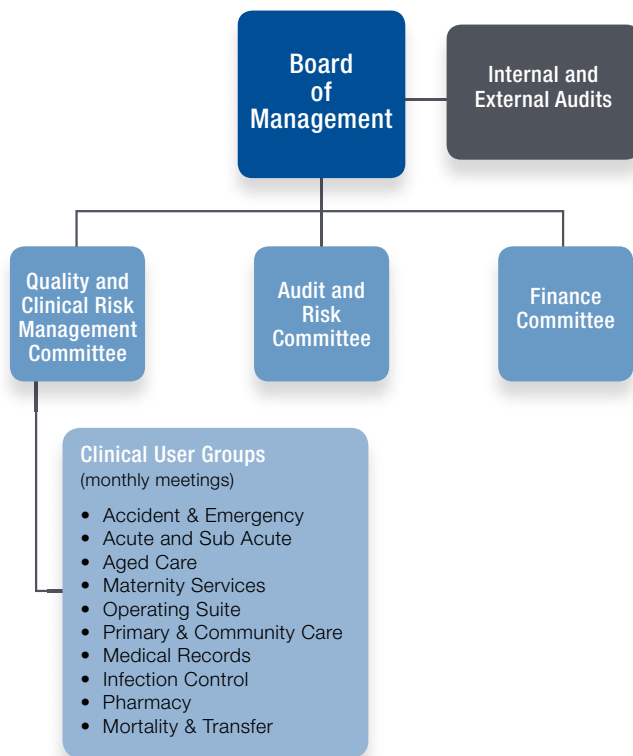 Board
of
Management
Internal and
External Audits
Quality and
Clinical Risk
Management
Committee
Audit and
Risk
Committee
Finance
Committee
Clinical User Groups
(monthly meetings)
• Accident & Emergency
• Acute and Sub Acute
• Aged Care
• Maternity Services
• Operating Suite
• Primary & Community Care
• Medical Records
• Infection Control
• Pharmacy
• Mortality & Transfer